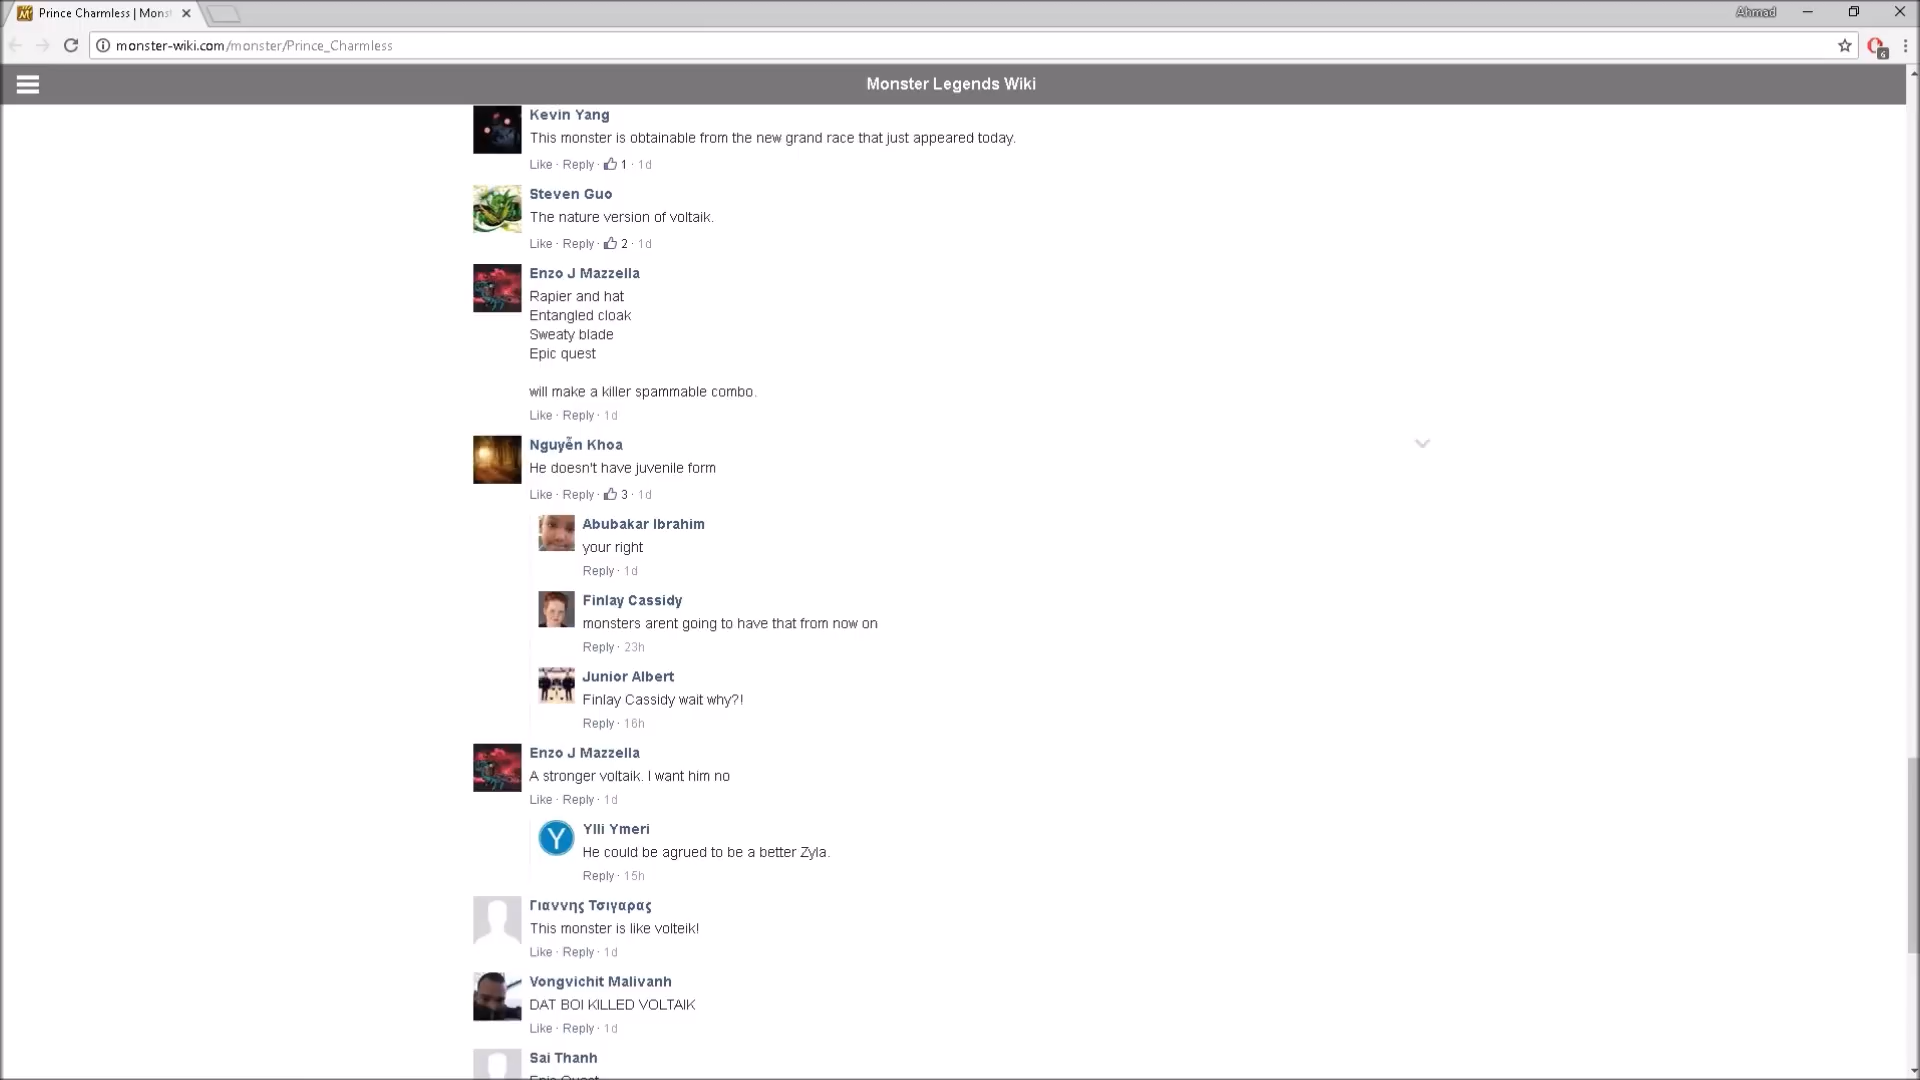 Prince Charmless | Mons
Ahmad
monster-wiki.com/monster/Prince_Charmless
6
Monster Legends Wiki
Kevin Yang
This monster is obtainable from the new grand race that just appeared today.
Like · Reply · 1 · 1d
Steven Guo
The nature version of voltaik.
Like · Reply · 2 · 1d
Enzo J Mazzella
Rapier and hat
Entangled cloak
Sweaty blade
Epic quest
will make a killer spammable combo.
Like · Reply · 1d
Nguyễn Khoa
He doesn't have juvenile form
Like · Reply · 3 · 1d
Abubakar Ibrahim
your right
Reply · 1d
Finlay Cassidy
monsters arent going to have that from now on
Reply · 23h
Junior Albert
Finlay Cassidy wait why?!
Reply · 16h
Enzo J Mazzella
A stronger voltaik. I want him no
Like · Reply · 1d
Y
Ylli Ymeri
He could be agrued to be a better Zyla.
Reply · 15h
Γιαννης Τσιγαρας
This monster is like volteik!
Like · Reply · 1d
Vongvichit Malivanh
DAT BOI KILLED VOLTAIK
Like · Reply · 1d
Sai Thanh
Epic Quest